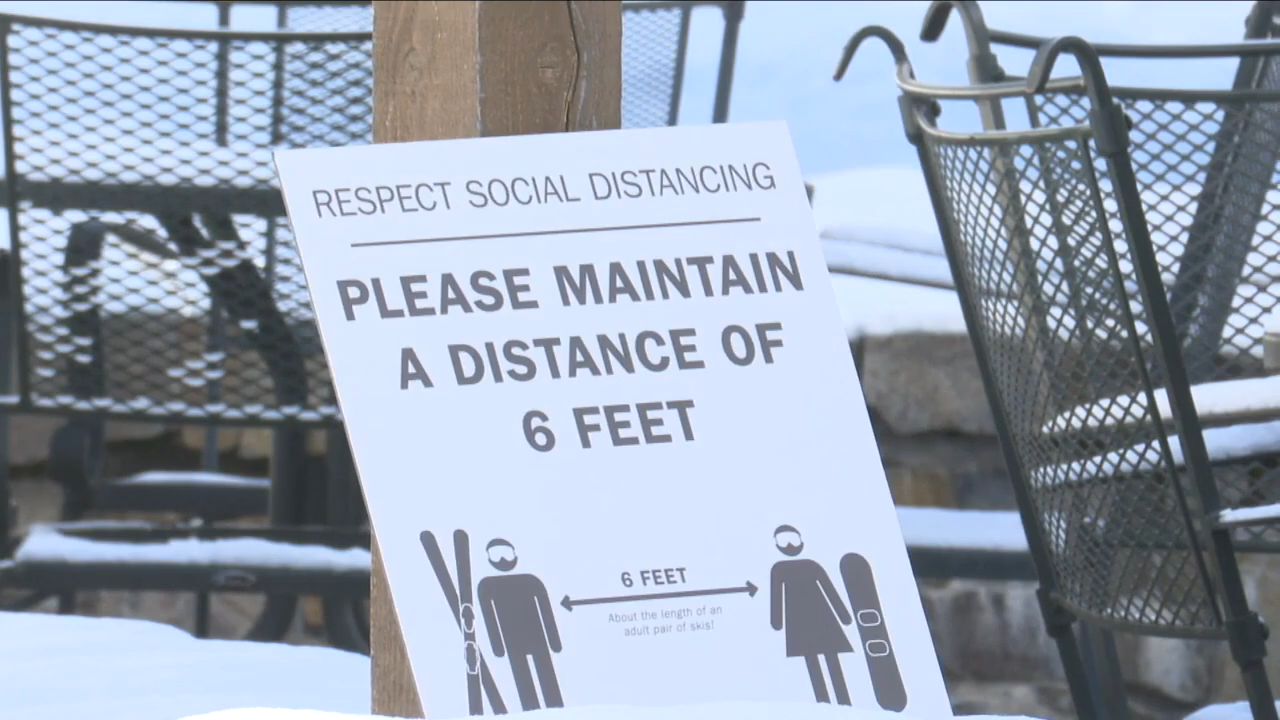 RESPECT SOCIAL DISTANCING
PLEASE MAINTAIN
A DISTANCE OF
6 FEET
6 FEET
About the length of an
adult pair of skis!